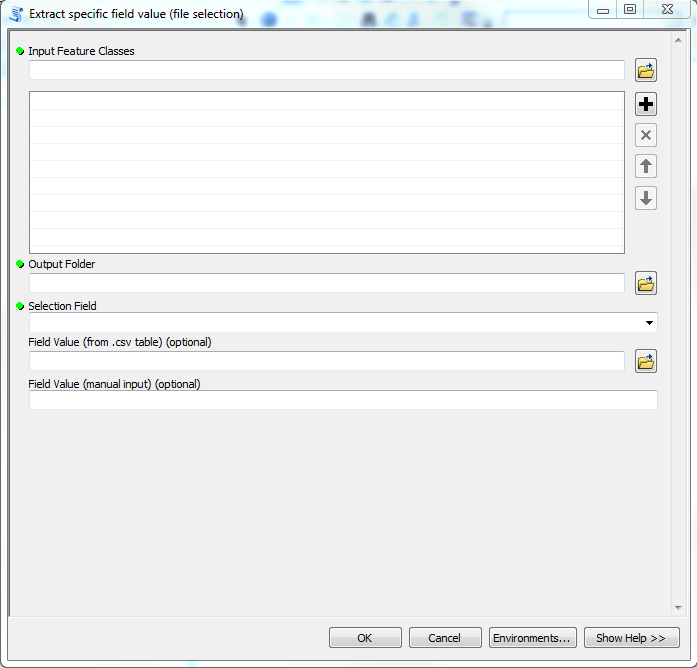 Extract specific field value (file selection)
Input Feature Classes
Output Folder
Selection Field
Field Value (from .csv table) (optional)
Field Value (manual input) (optional)
OK Cancel Environments... Show Help >>